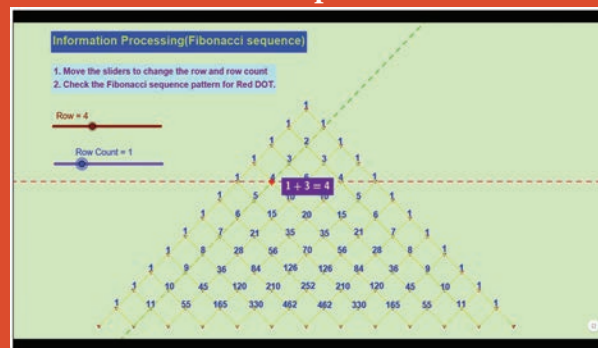 Information Processing(Fibonacci sequence)
1. Move the sliders to change the row and row count
2. Check the Fibonacci sequence pattern for Red DOT.
Row = 4
Row Count = 1
1
1 1
1 2 1
1 3 3 1
1 4 6 4 1
1 + 3 = 4
1 5 10 10 5 1
1 6 15 20 15 6 1
1 7 21 35 35 21 7 1
1 8 28 56 70 56 28 8 1
1 9 36 84 126 126 84 36 9 1
1 10 45 120 210 252 210 120 45 10 1
1 11 55 165 330 462 462 330 165 55 11 1